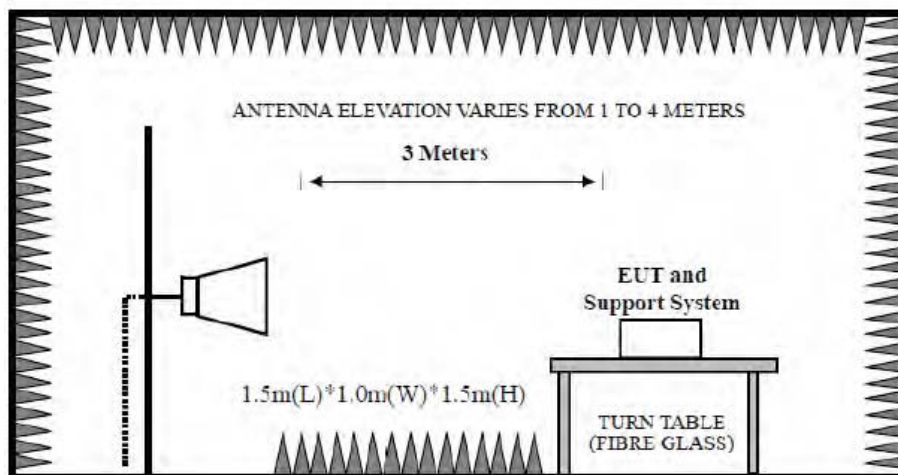 ANTENNA ELEVATION VARIES FROM 1 TO 4 METERS
3 Meters
EUT and
Support System
1.5m(L)*1.0m(W)*1.5m(H)
TURN TABLE
(FIBRE GLASS)